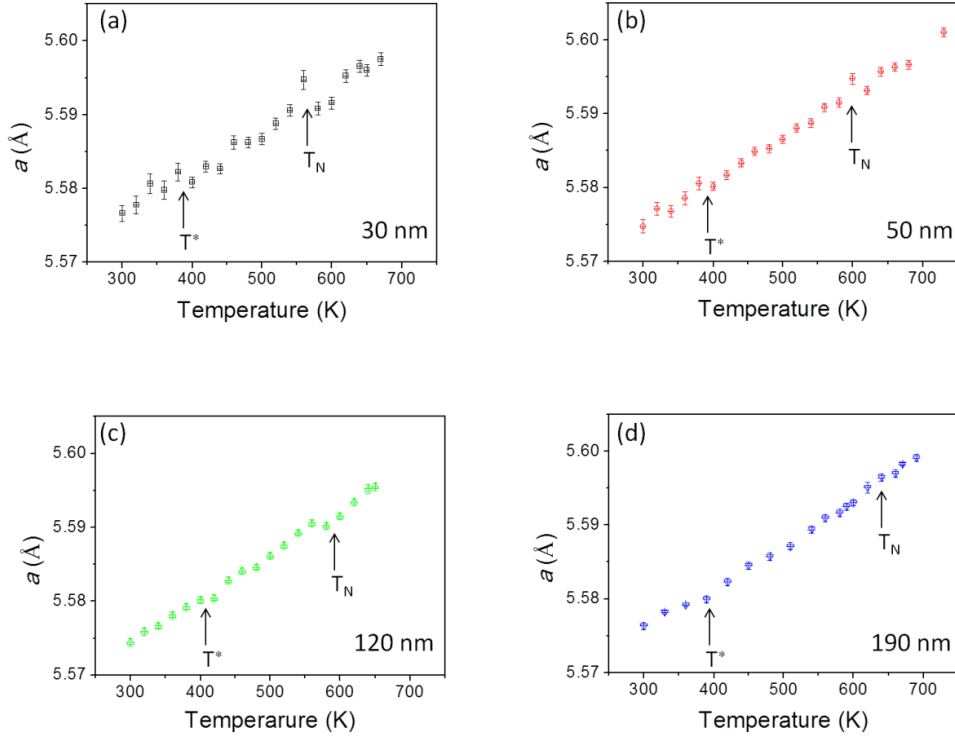 (a)
5.60
5.59
5.58
5.57
a (Å)
T*
T_N
30 nm
300 400 500 600 700
Temperature (K)
(b)
5.60
5.59
5.58
5.57
a (Å)
T*
T_N
50 nm
300 400 500 600 700
Temperature (K)
(c)
5.60
5.59
5.58
5.57
a (Å)
T*
T_N
120 nm
300 400 500 600 700
Temperarure (K)
(d)
5.60
5.59
5.58
5.57
a (Å)
T*
T_N
190 nm
300 400 500 600 700
Temperature (K)